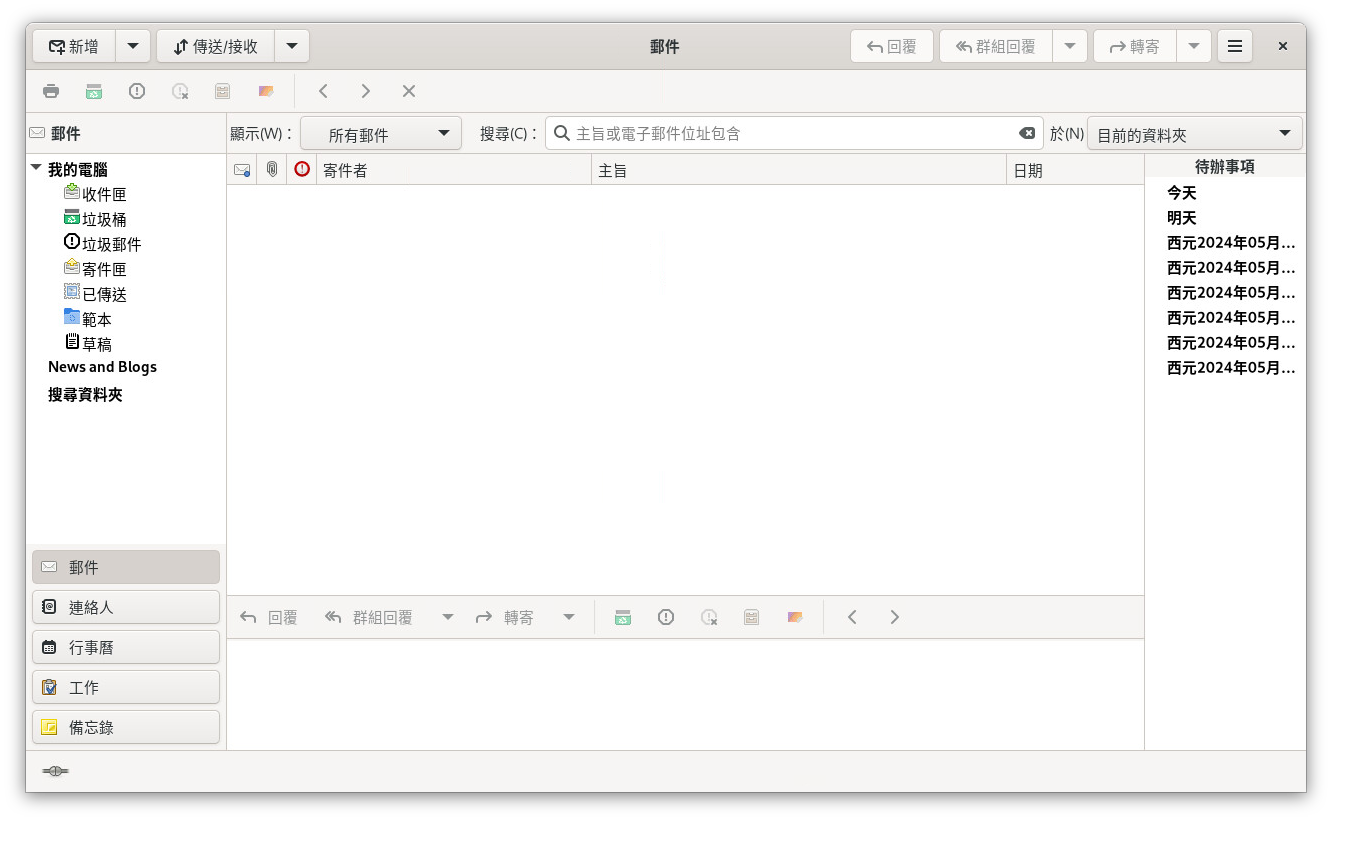 新增
傳送/接收
郵件
回覆
群組回覆
轉寄
郵件
顯示(W)：
所有郵件
搜尋(C)：
主旨或電子郵件位址包含
於(N)
目前的資料夾
我的電腦
收件匣
垃圾桶
垃圾郵件
寄件匣
已傳送
範本
草稿
News and Blogs
搜尋資料夾
寄件者
主旨
日期
待辦事項
今天
明天
西元2024年05月…
西元2024年05月…
西元2024年05月…
西元2024年05月…
西元2024年05月…
西元2024年05月…
郵件
連絡人
行事曆
工作
備忘錄
回覆
群組回覆
轉寄